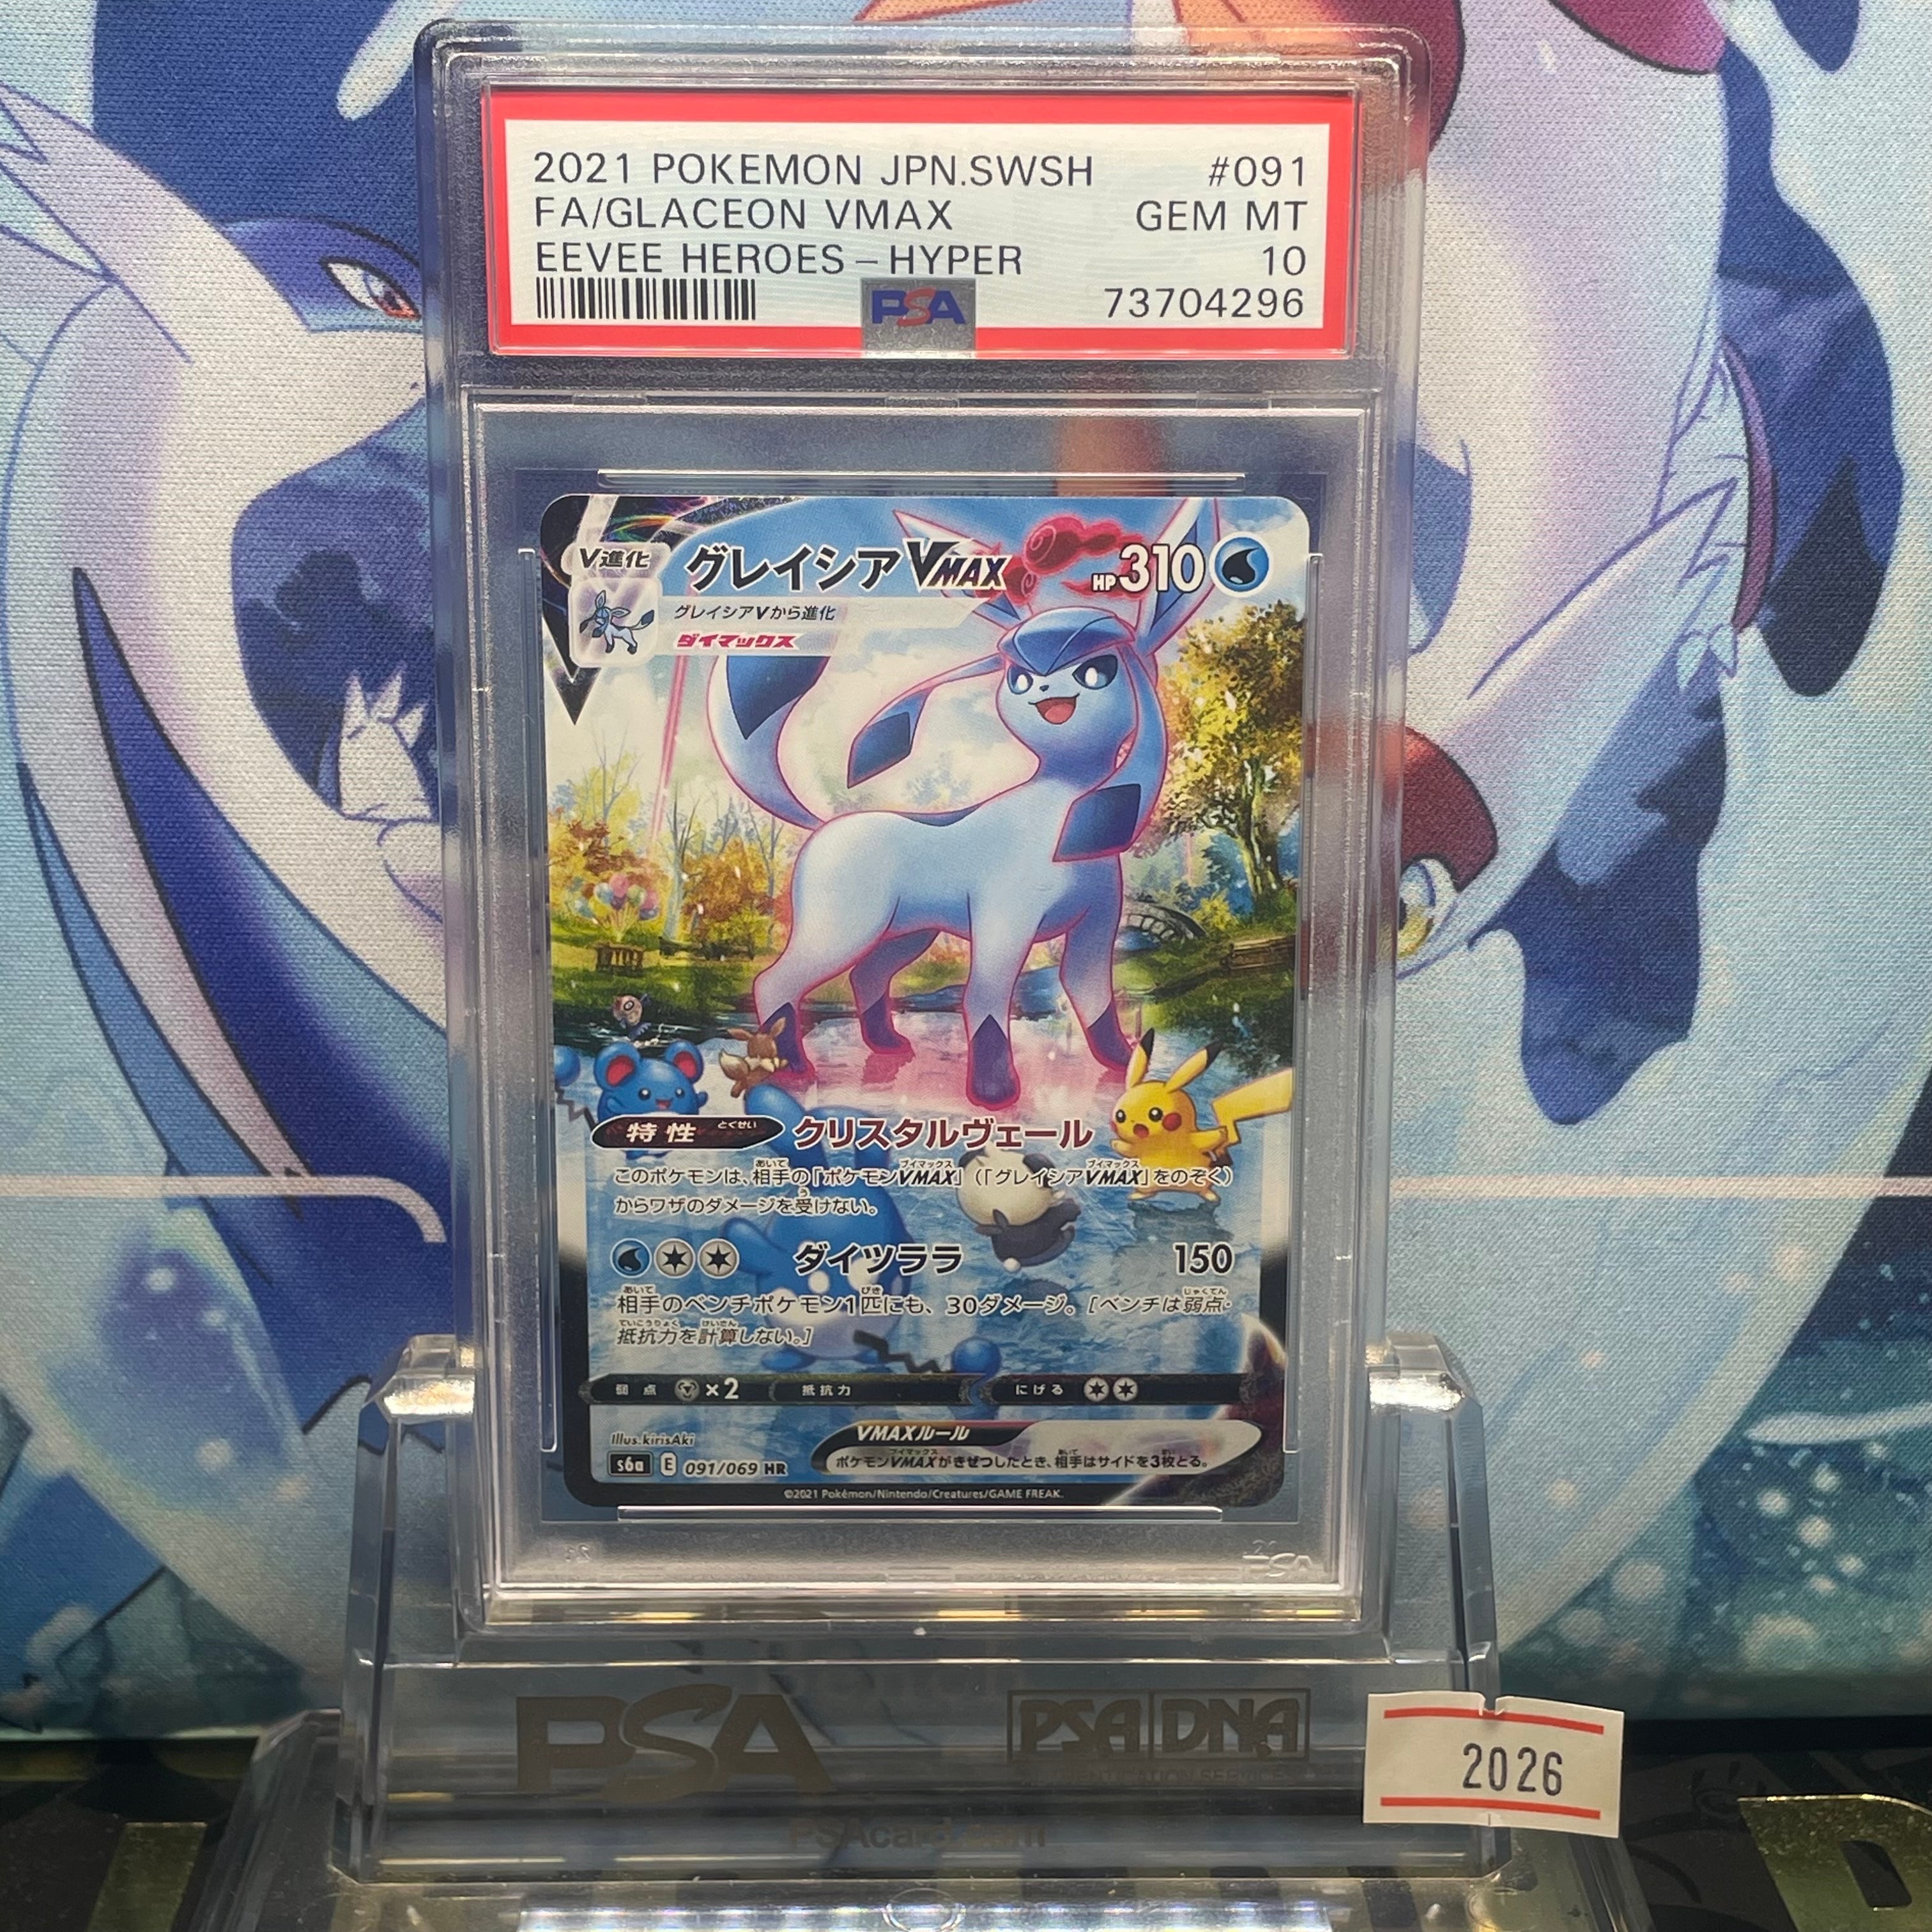 2021 POKEMON JPN.SWSH #091
FA/GLACEON VMAX GEM MT
EEVEE HEROES-HYPER 10
PSA 73704296
V進化 グレイシアVMAX HP310
グレイシアVから進化
ダイマックス
特性 とくせい クリスタルヴェール
このポケモンは、相手の「ポケモンVMAX」(「グレイシアVMAX」をのぞく)
からワザのダメージを受けない。
ダイツララ 150
相手のベンチポケモン1匹にも、30ダメージ。[ベンチは弱点・
抵抗力を計算しない。]
弱点 ×2 抵抗力 にげる
Illus.kirisAki VMAXルール
s6a E 091/069 HR ポケモンVMAXがきぜつしたとき、相手はサイドを3枚とる。
©2021 Pokémon/Nintendo/Creatures/GAME FREAK.
PSA
PSA PSA DNA
PSAcard.com
2026